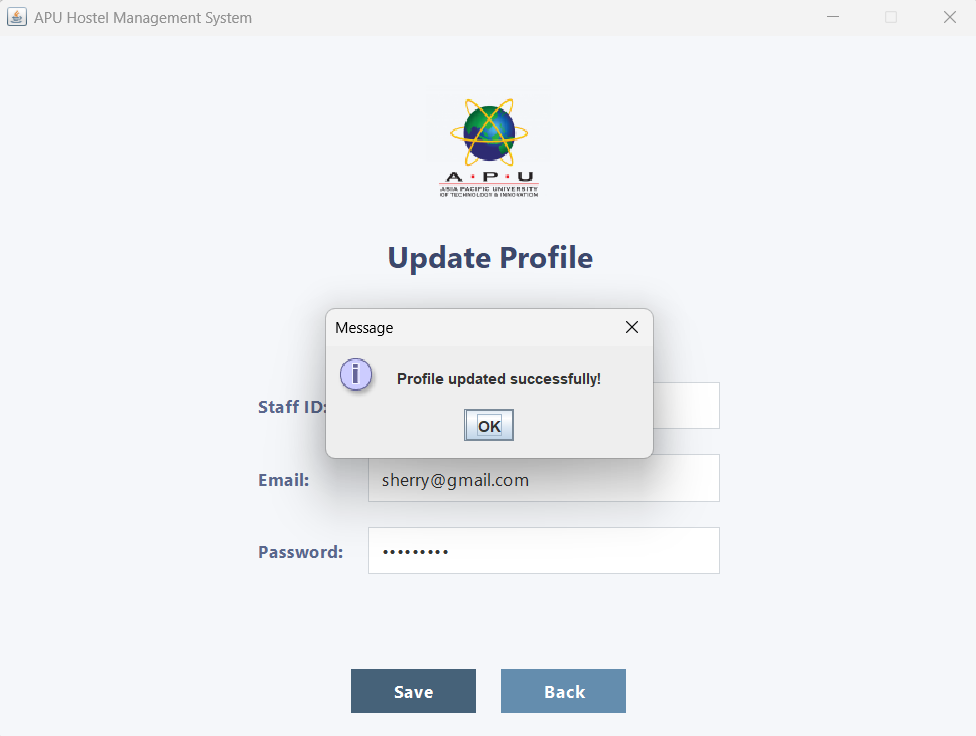 APU Hostel Management System
A·P·U
ASIA PACIFIC UNIVERSITY
OF TECHNOLOGY & INNOVATION
Update Profile
Message
i
Profile updated successfully!
OK
Staff ID:
Email: sherry@gmail.com
Password: •••••••••
Save Back